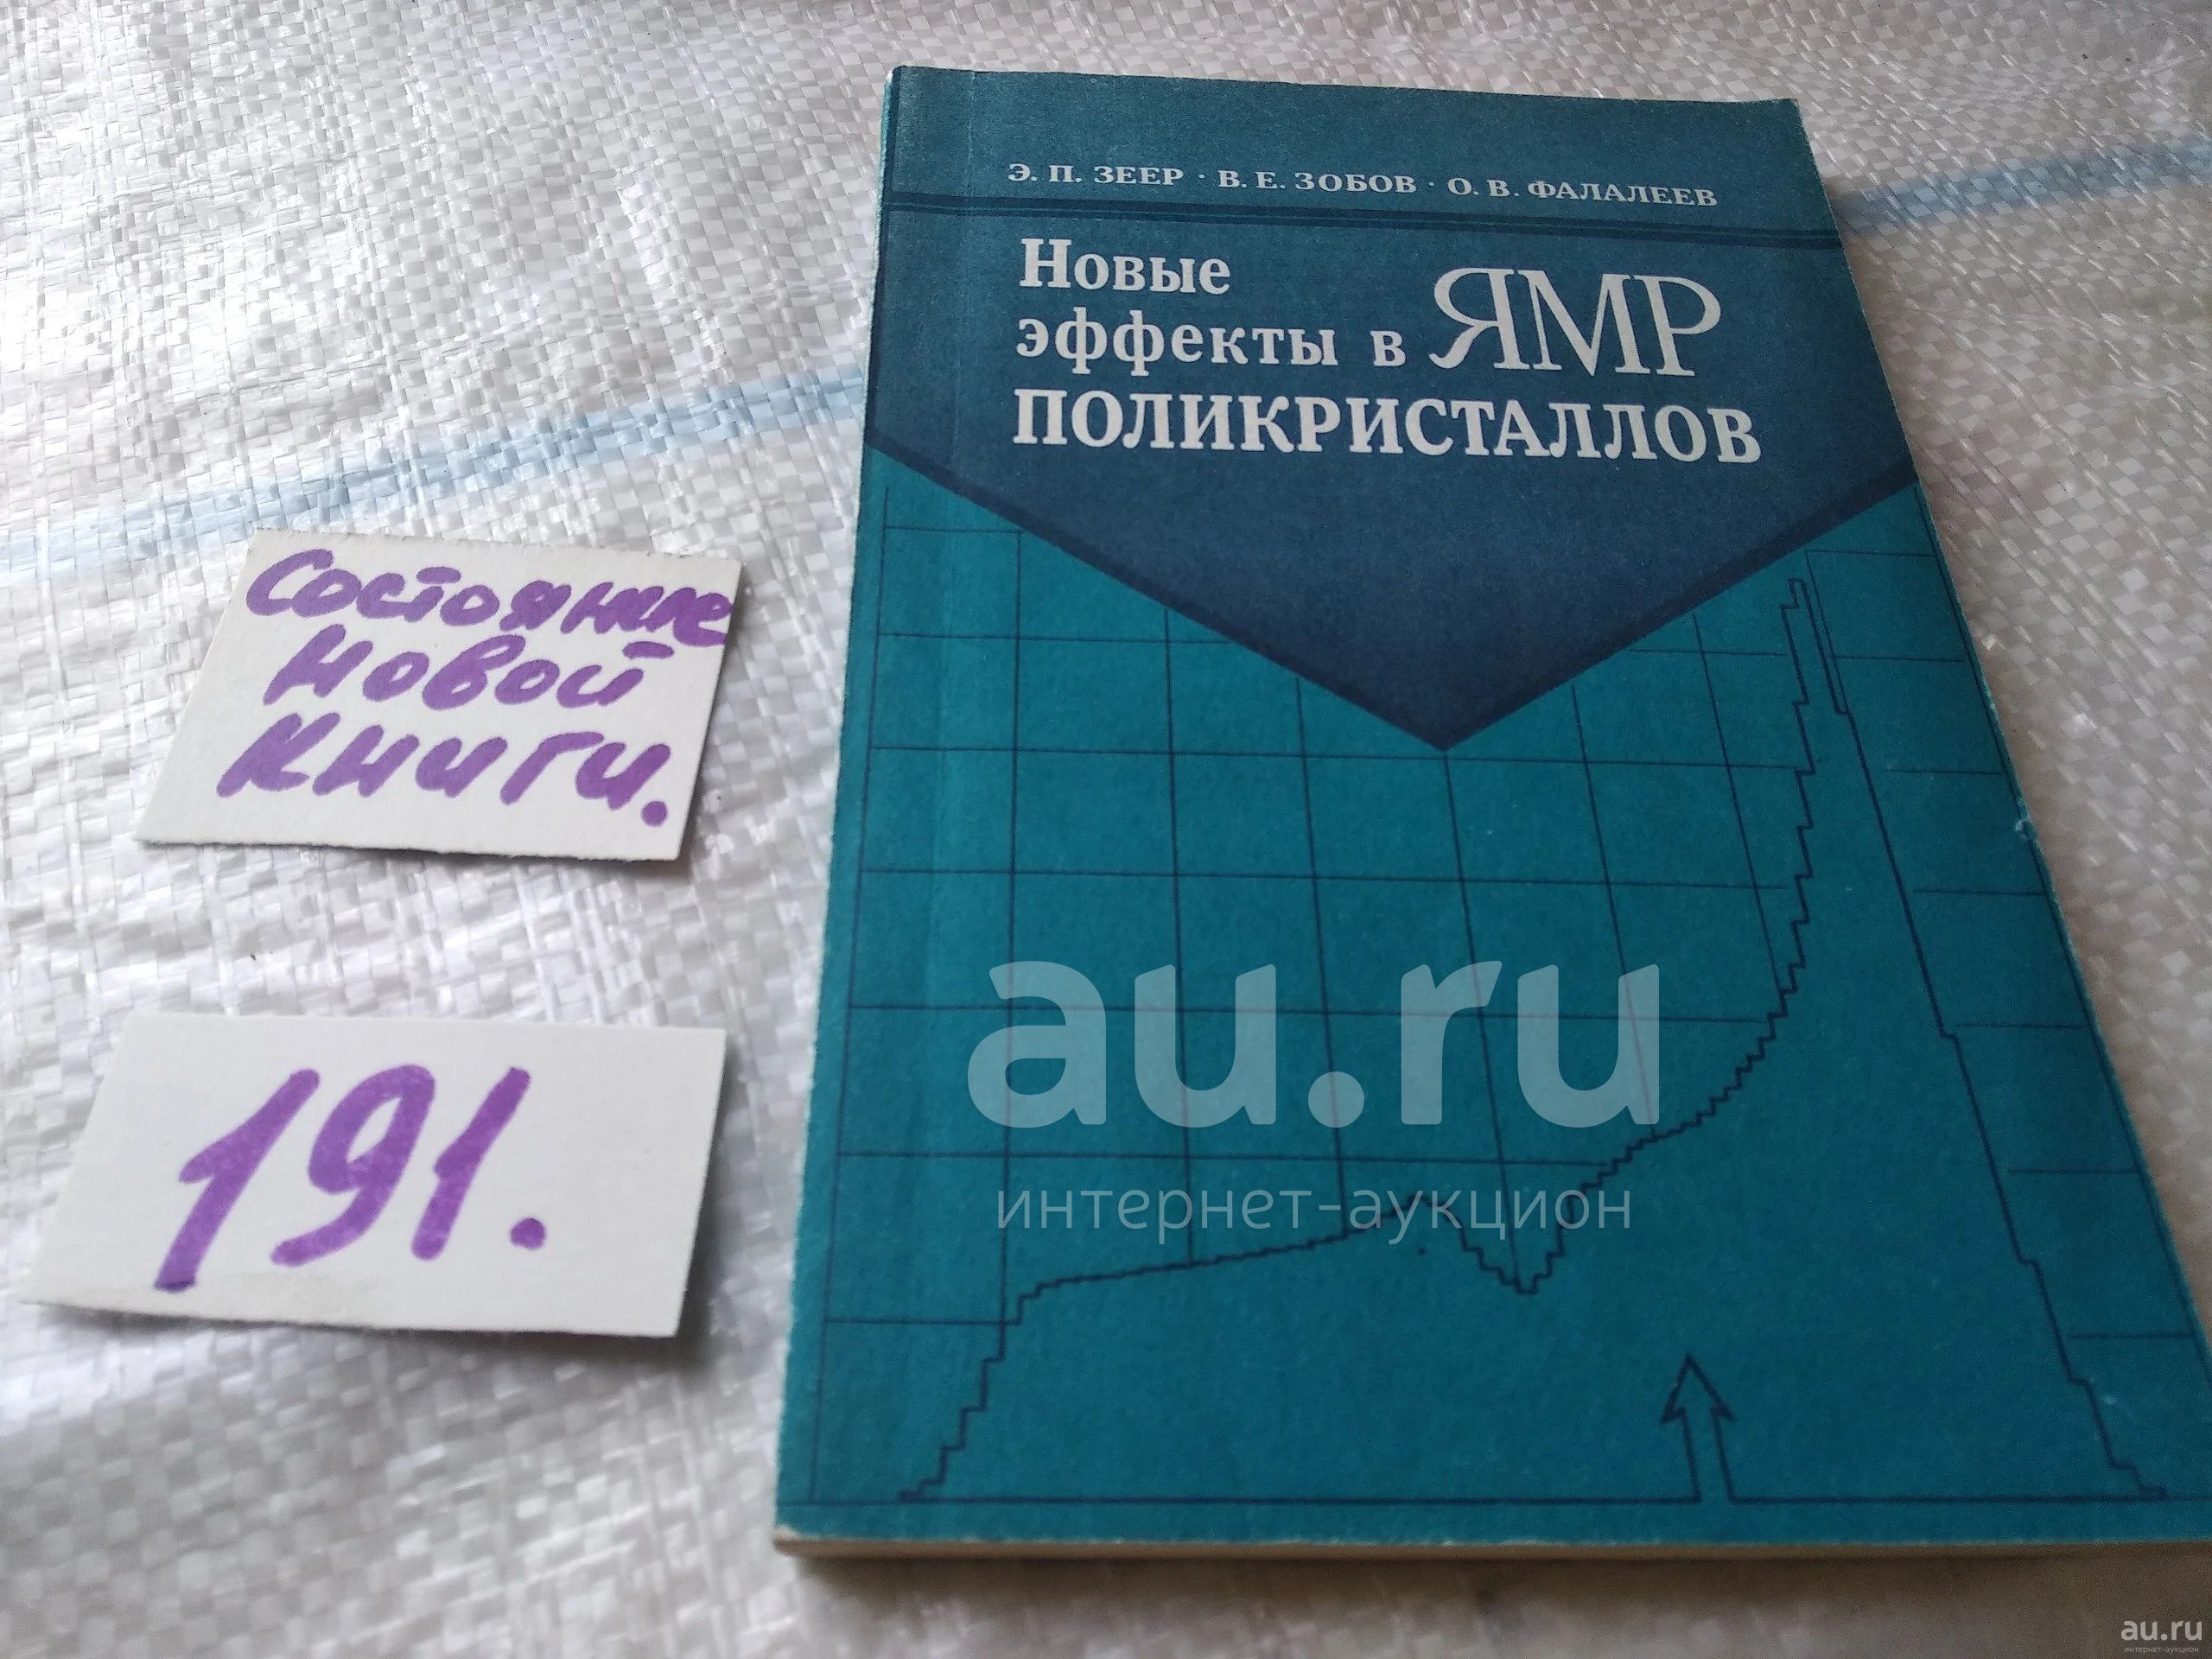 Э. П. ЗЕЕР · В. Е. ЗОБОВ · О. В. ФАЛАЛЕЕВ
Новые
эффекты в ЯМР
ПОЛИКРИСТАЛЛОВ
Состояние
новой
книги.
191.
au.ru
интернет-аукцион
au.ru
интернет-аукцион